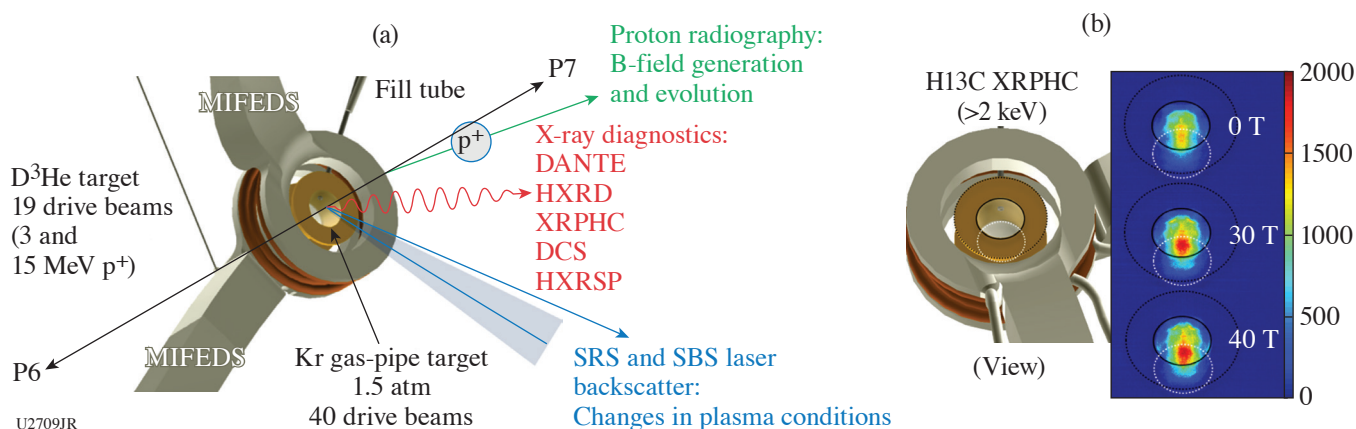 (a)
MIFEDS
Fill tube
P7
p⁺
Proton radiography:
B-field generation
and evolution
X-ray diagnostics:
DANTE
HXRD
XRPHC
DCS
HXRSP
D³He target
19 drive beams
(3 and
15 MeV p⁺)
P6
MIFEDS
Kr gas-pipe target
1.5 atm
40 drive beams
SRS and SBS laser
backscatter:
Changes in plasma conditions
U2709JR
(b)
H13C XRPHC
(>2 keV)
(View)
0 T
30 T
40 T
2000
1500
1000
500
0